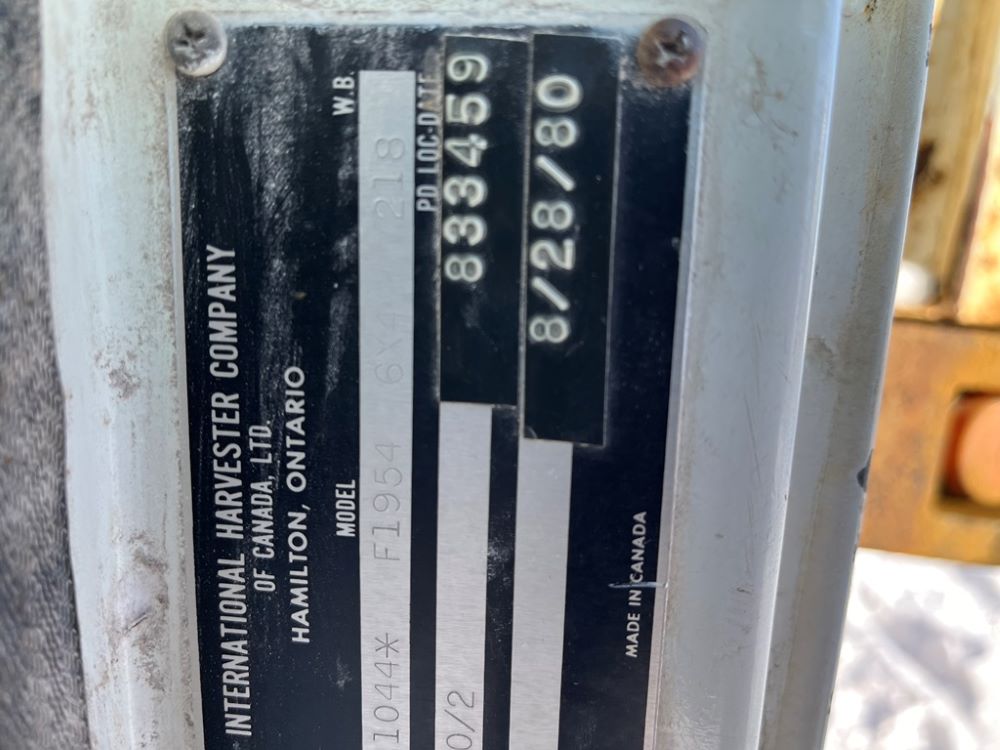 INTERNATIONAL HARVESTER COMPANY
OF CANADA, LTD.
HAMILTON, ONTARIO
MODEL W.B.
1044* F1954 6X4 218
PD LOC-DATE
0/2 833459
8/28/80
MADE IN CANADA